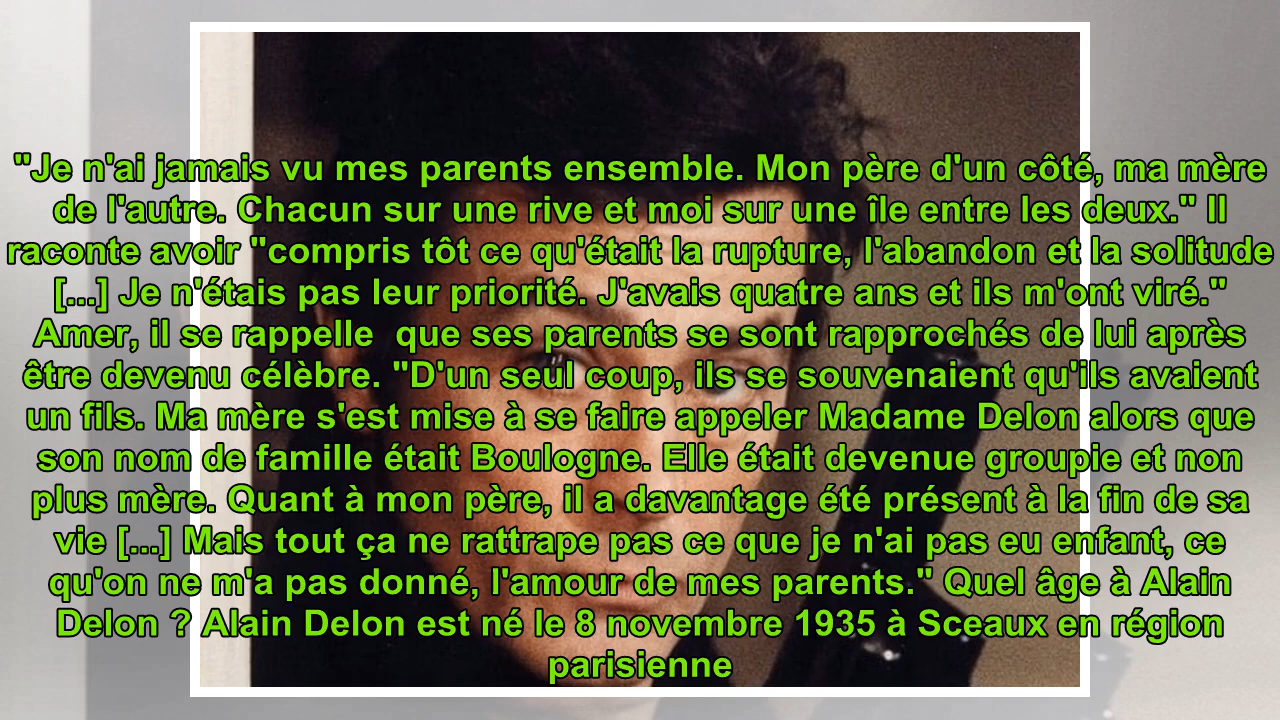 "Je n'ai jamais vu mes parents ensemble. Mon père d'un côté, ma mère
de l'autre. Chacun sur une rive et moi sur une île entre les deux." Il
raconte avoir "compris tôt ce qu'était la rupture, l'abandon et la solitude
[...] Je n'étais pas leur priorité. J'avais quatre ans et ils m'ont viré."
Amer, il se rappelle  que ses parents se sont rapprochés de lui après
être devenu célèbre. "D'un seul coup, ils se souvenaient qu'ils avaient
un fils. Ma mère s'est mise à se faire appeler Madame Delon alors que
son nom de famille était Boulogne. Elle était devenue groupie et non
plus mère. Quant à mon père, il a davantage été présent à la fin de sa
vie [...] Mais tout ça ne rattrape pas ce que je n'ai pas eu enfant, ce
qu'on ne m'a pas donné, l'amour de mes parents." Quel âge à Alain
Delon ? Alain Delon est né le 8 novembre 1935 à Sceaux en région
parisienne